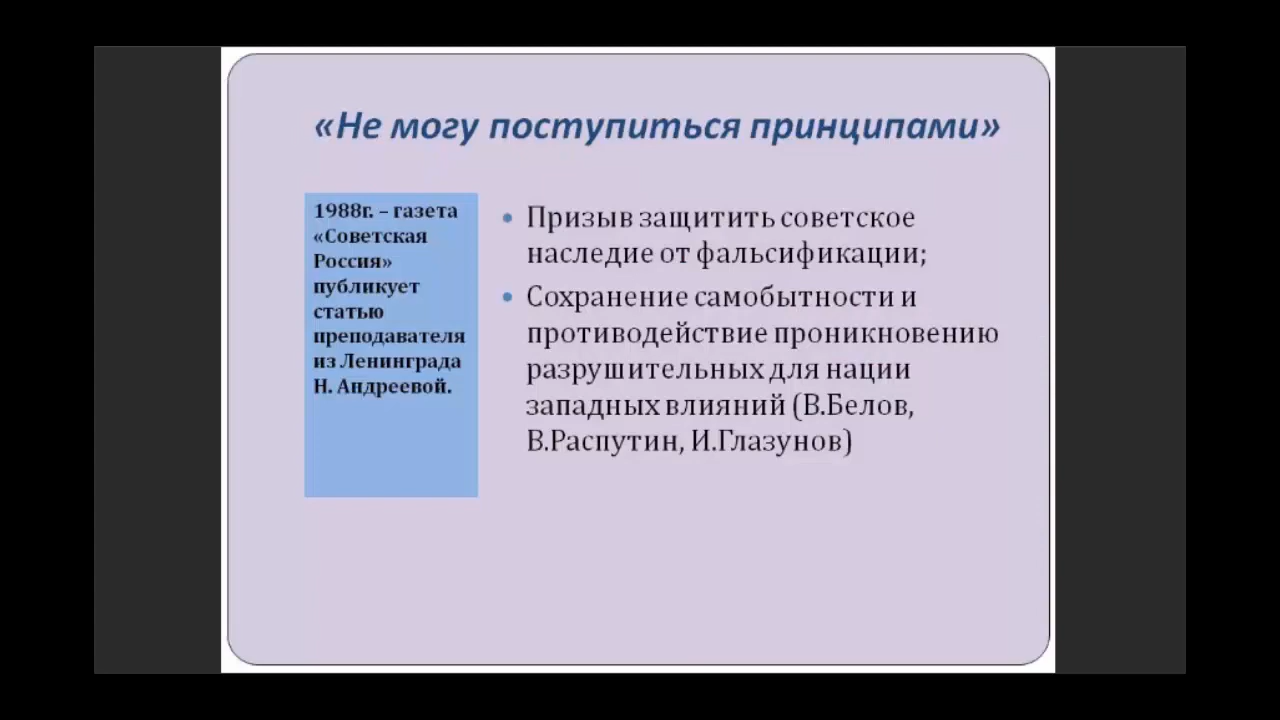 «Не могу поступиться принципами»
1988г. – газета
«Советская
Россия»
публикует
статью
преподавателя
из Ленинграда
Н. Андреевой.
• Призыв защитить советское
наследие от фальсификации;
• Сохранение самобытности и
противодействие проникновению
разрушительных для нации
западных влияний (В.Белов,
В.Распутин, И.Глазунов)